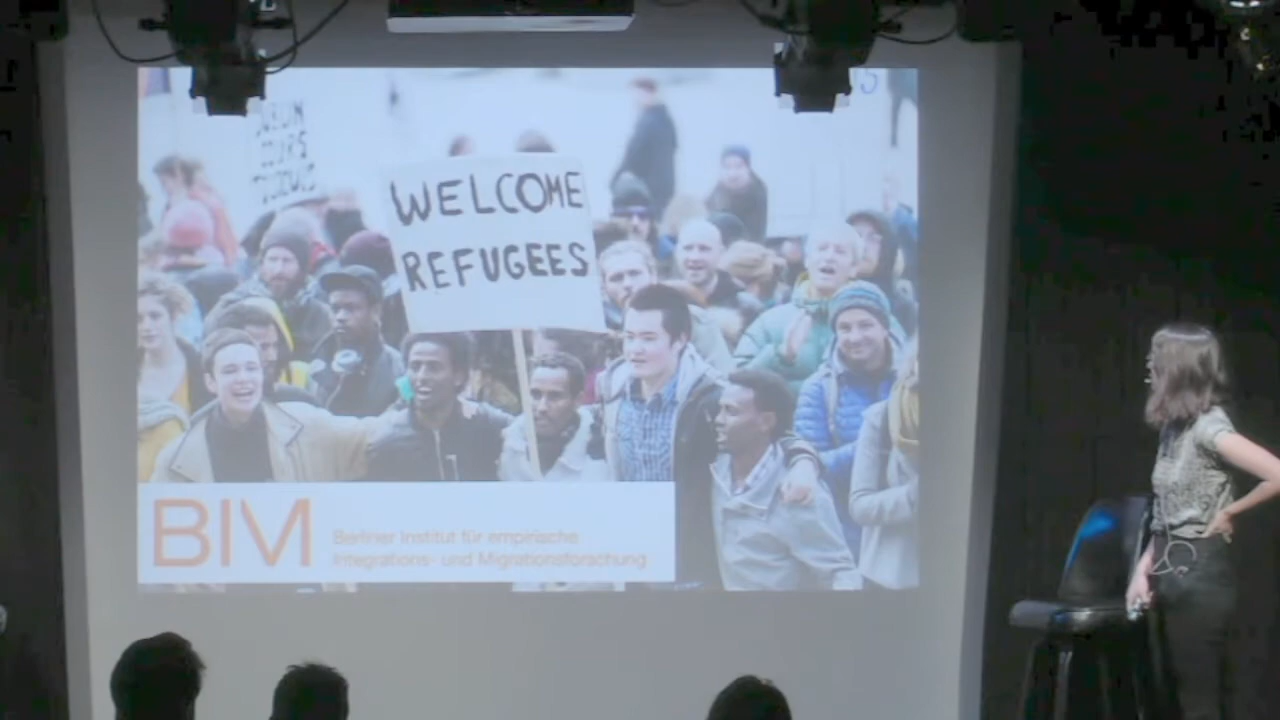 WELCOME
REFUGEES
BIM
Berliner Institut für empirische
Integrations- und Migrationsforschung